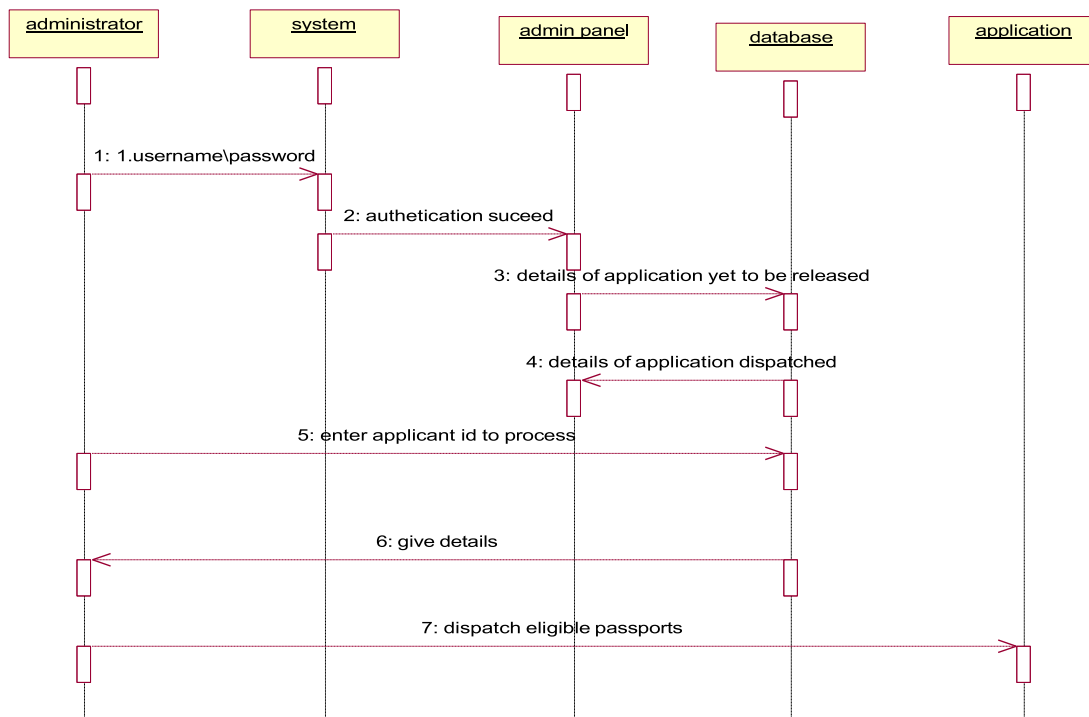 administrator
system
admin panel
database
application
1: 1.username\password
2: authetication suceed
3: details of application yet to be released
4: details of application dispatched
5: enter applicant id to process
6: give details
7: dispatch eligible passports